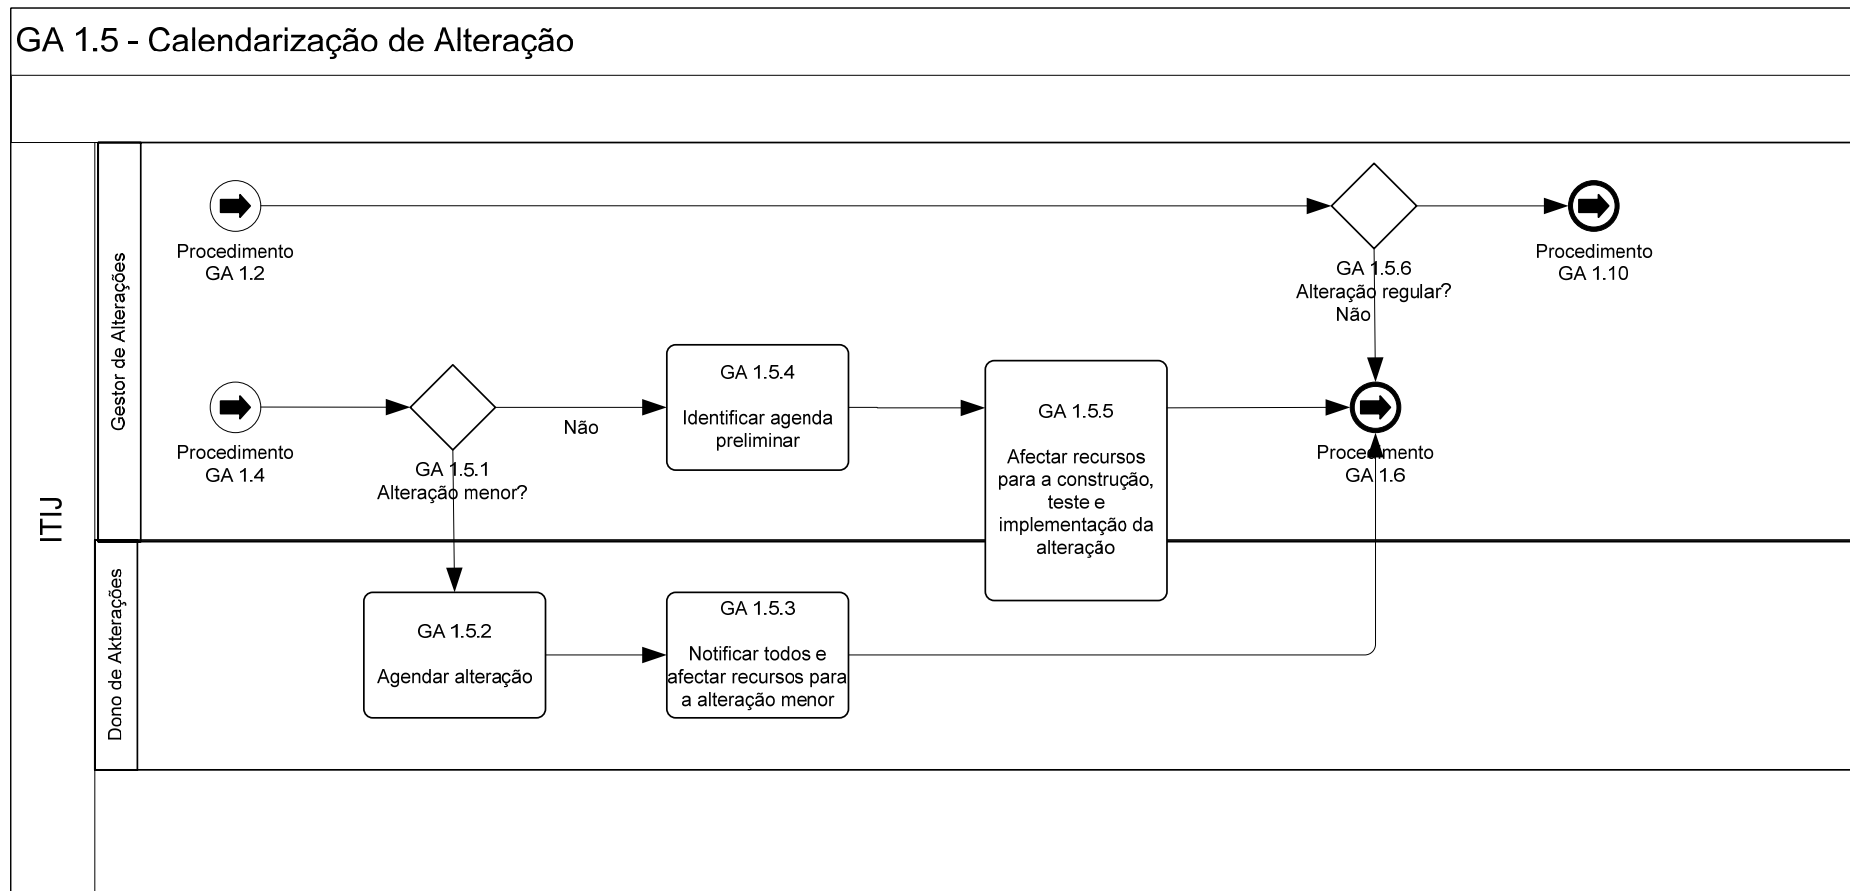 GA 1.5 - Calendarização de Alteração
ITIJ
Gestor de Alterações
Procedimento
GA 1.2
GA 1.5.6
Alteração regular?
Não
Procedimento
GA 1.10
Procedimento
GA 1.4
GA 1.5.1
Alteração menor?
Não
GA 1.5.4
Identificar agenda
preliminar
GA 1.5.5
Afectar recursos
para a construção,
teste e
implementação da
alteração
Procedimento
GA 1.6
Dono de Akterações
GA 1.5.2
Agendar alteração
GA 1.5.3
Notificar todos e
afectar recursos para
a alteração menor